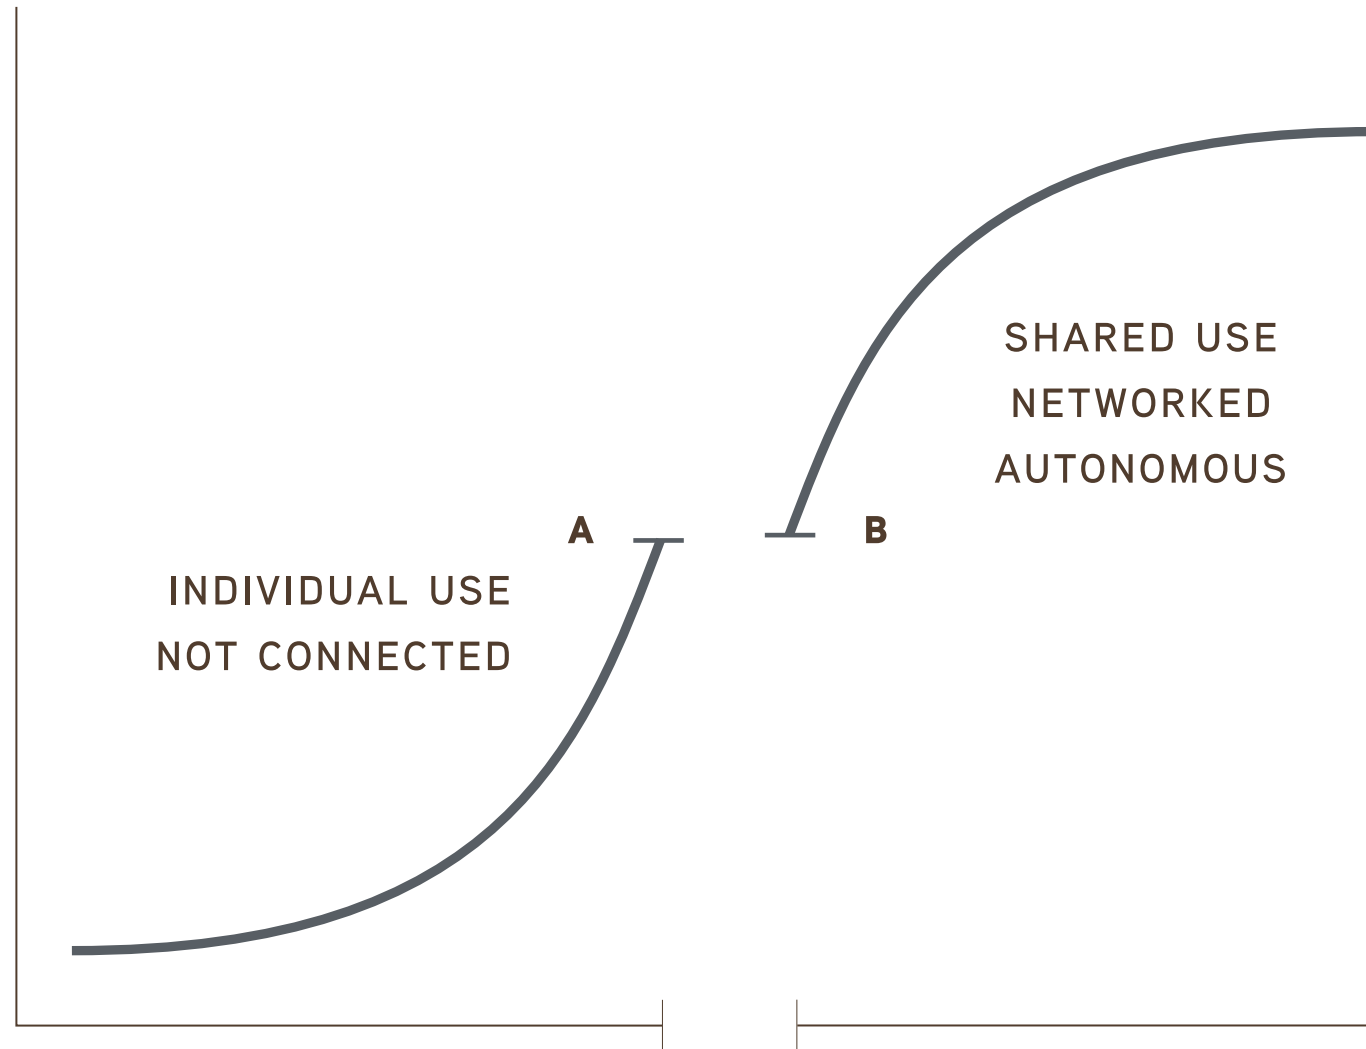 SHARED USE
NETWORKED
AUTONOMOUS
A
B
INDIVIDUAL USE
NOT CONNECTED